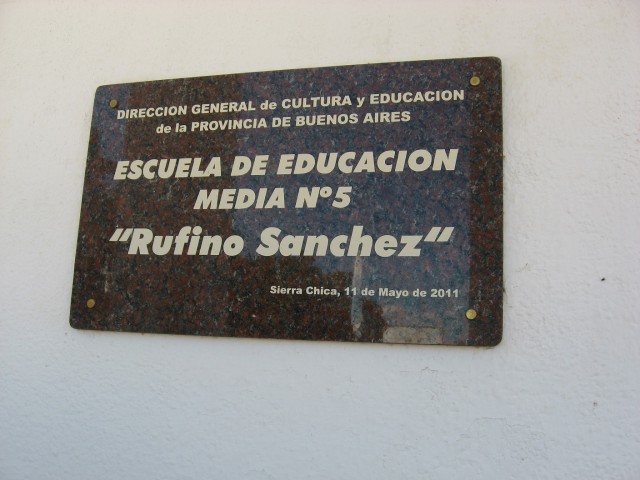 DIRECCION GENERAL de CULTURA y EDUCACION
de la PROVINCIA DE BUENOS AIRES
ESCUELA DE EDUCACION
MEDIA Nº5
“Rufino Sanchez“
Sierra Chica, 11 de Mayo de 2011